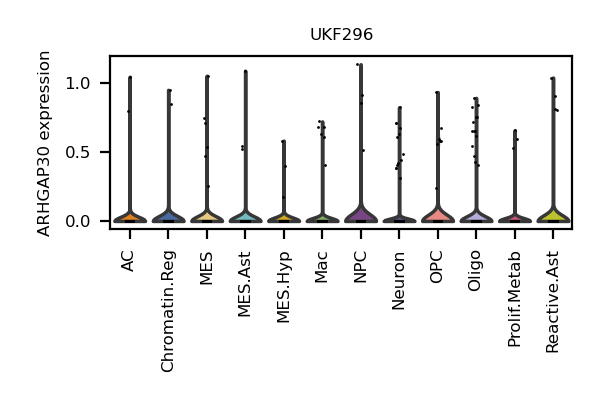 UKF296
ARHGAP30 expression
1.0
0.5
0.0
AC
Chromatin.Reg
MES
MES.Ast
MES.Hyp
Mac
NPC
Neuron
OPC
Oligo
Prolif.Metab
Reactive.Ast